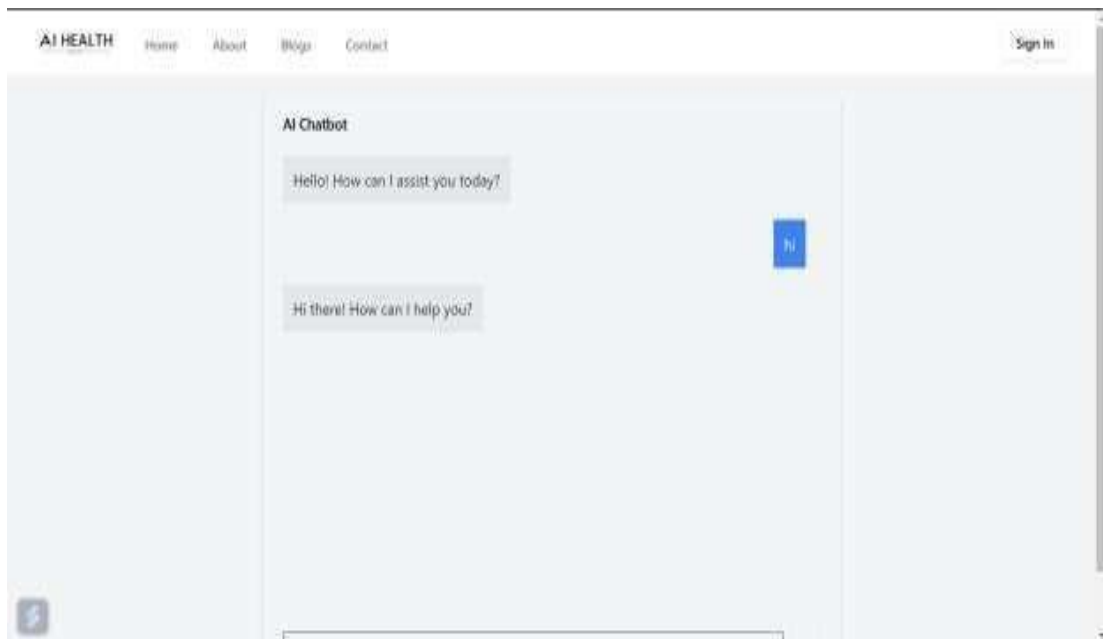 AI HEALTH
Home About Blogs Contact
Sign In
AI Chatbot
Hello! How can I assist you today?
hi
Hi there! How can I help you?